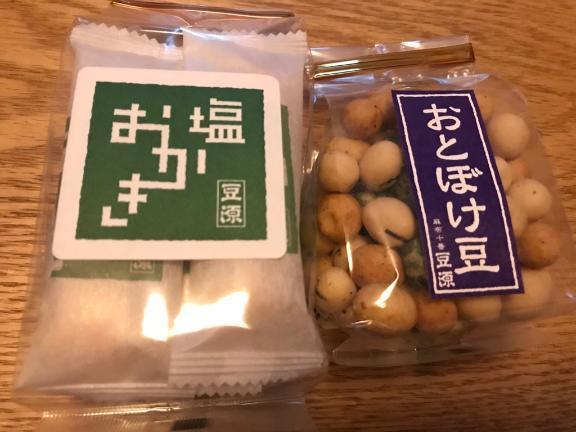 塩
おかき
豆源
おとぼけ豆
麻布十番
豆源